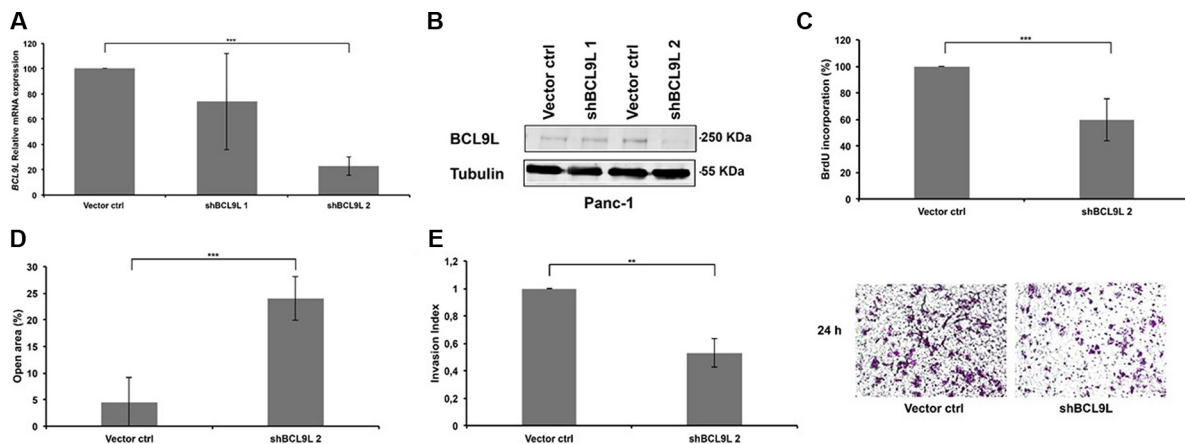 A
BCL9L Relative mRNA expression
120
100
80
60
40
20
0
***
Vector ctrl
shBCL9L 1
shBCL9L 2
B
Vector ctrl
shBCL9L 1
Vector ctrl
shBCL9L 2
BCL9L
-250 KDa
Tubulin
-55 KDa
Panc-1
C
BrdU incorporation (%)
120
100
80
60
40
20
0
***
Vector ctrl
shBCL9L 2
D
Open area (%)
30
25
20
15
10
5
0
***
Vector ctrl
shBCL9L 2
E
Invasion Index
1,2
1
0,8
0,6
0,4
0,2
0
**
Vector ctrl
shBCL9L 2
24 h
Vector ctrl
shBCL9L